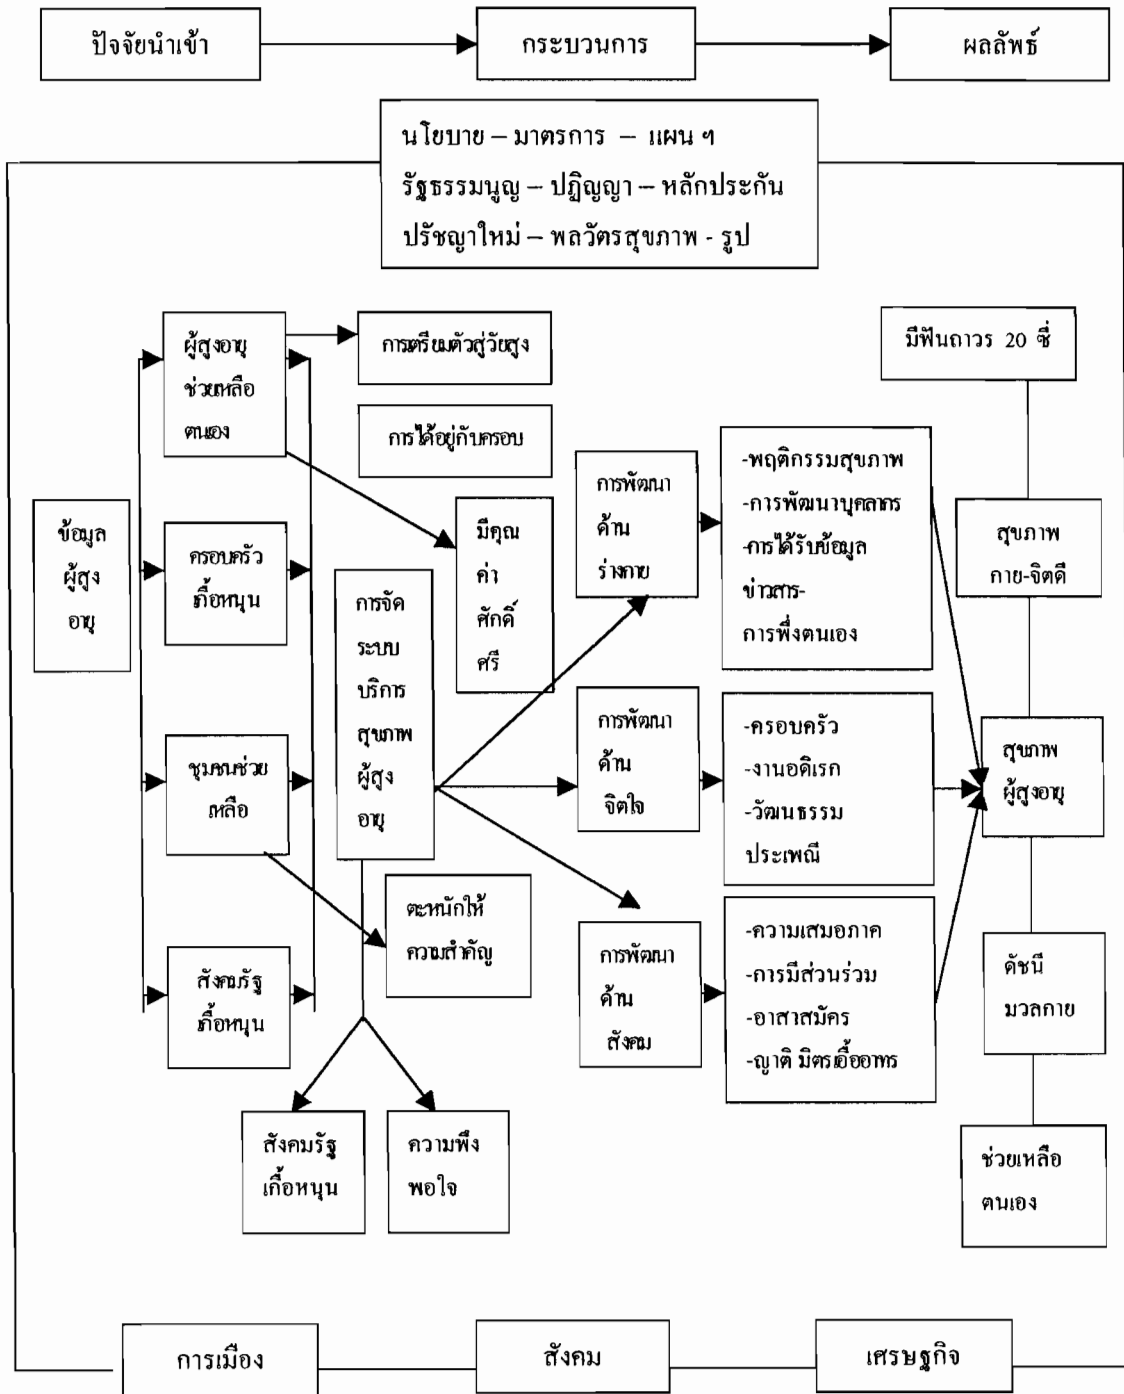 ปัจจัยนำเข้า
กระบวนการ
ผลลัพธ์
นโยบาย – มาตรการ – แผน ฯ
รัฐธรรมนูญ – ปฏิญญา – หลักประกัน
ปรัชญาใหม่ – พลวัตรสุขภาพ - รูป
ข้อมูล
ผู้สูง
อายุ
ผู้สูงอายุ
ช่วยเหลือ
ตนเอง
ครอบครัว
เกื้อหนุน
ชุมชนช่วย
เหลือ
สังคมรัฐ
เกื้อหนุน
การเตรียมตัวสู่วัยสูง
การได้อยู่กับครอบ
มีคุณ
ค่า
ศักดิ์
ศรี
การจัด
ระบบ
บริการ
สุขภาพ
ผู้สูง
อายุ
ตะหนักให้
ความสำคัญ
สังคมรัฐ
เกื้อหนุน
ความพึง
พอใจ
การพัฒนา
ด้าน
ร่างกาย
การพัฒนา
ด้าน
จิตใจ
การพัฒนา
ด้าน
สังคม
-พฤติกรรมสุขภาพ
-การพัฒนาบุคลากร
-การได้รับข้อมูล
ข่าวสาร-
การพึ่งตนเอง
-ครอบครัว
-งานอดิเรก
-วัฒนธรรม
ประเพณี
-ความเสมอภาค
-การมีส่วนร่วม
-อาสาสมัคร
-ญาติ มิตรเอื้ออาทร
มีฟันถาวร 20 ซี่
สุขภาพ
กาย-จิตดี
สุขภาพ
ผู้สูงอายุ
ดัชนี
มวลกาย
ช่วยเหลือ
ตนเอง
การเมือง
สังคม
เศรษฐกิจ